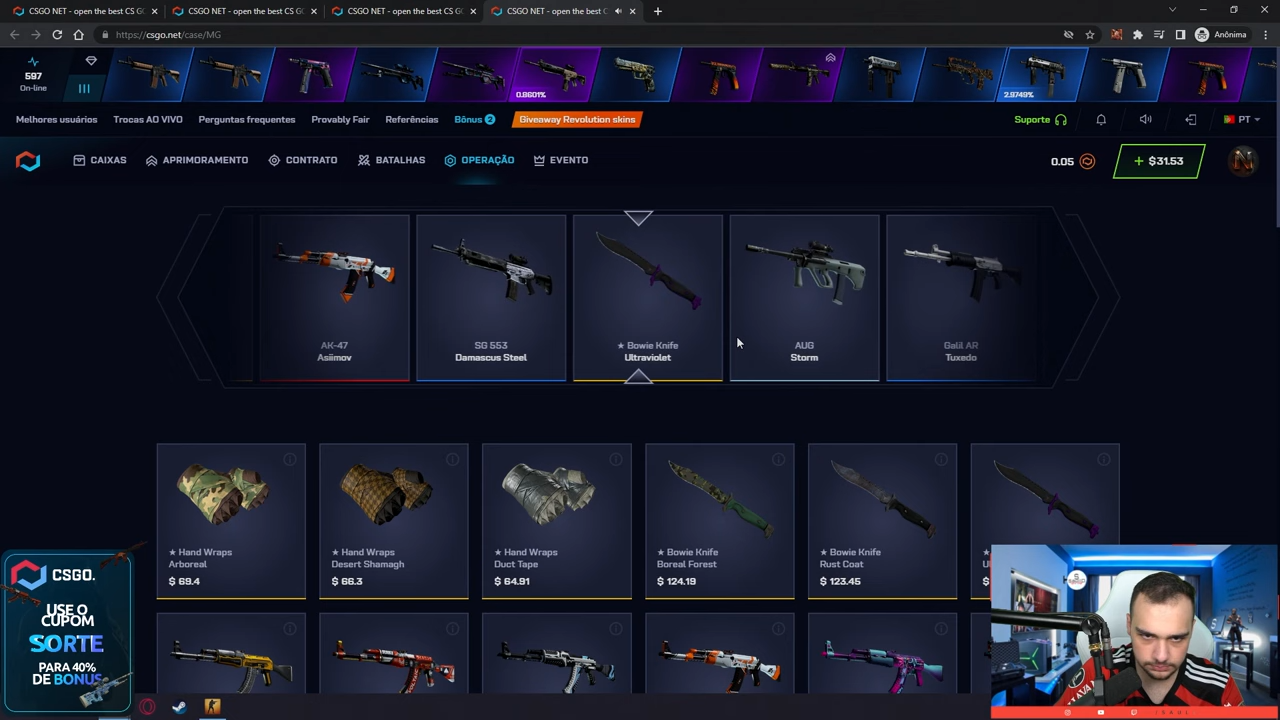 CSGO NET - open the best CS GO
CSGO NET - open the best CS GO
CSGO NET - open the best CS GO
CSGO NET - open the best C
https://csgo.net/case/MG
Anônima
597
On-line
0.8601%
2.9749%
Melhores usuários
Trocas AO VIVO
Perguntas frequentes
Provably Fair
Referências
Bônus 2
Giveaway Revolution skins
Suporte
PT
CAIXAS
APRIMORAMENTO
CONTRATO
BATALHAS
OPERAÇÃO
EVENTO
0.05
+ $31.53
N
AK-47
Asiimov
SG 553
Damascus Steel
★ Bowie Knife
Ultraviolet
AUG
Storm
Galil AR
Tuxedo
★ Hand Wraps
Arboreal
$ 69.4
★ Hand Wraps
Desert Shamagh
$ 66.3
★ Hand Wraps
Duct Tape
$ 64.91
★ Bowie Knife
Boreal Forest
$ 124.19
★ Bowie Knife
Rust Coat
$ 123.45
★ Bowie Knife
CSGO.
USE O
CUPOM
SORTE
PARA 40%
DE BONUS